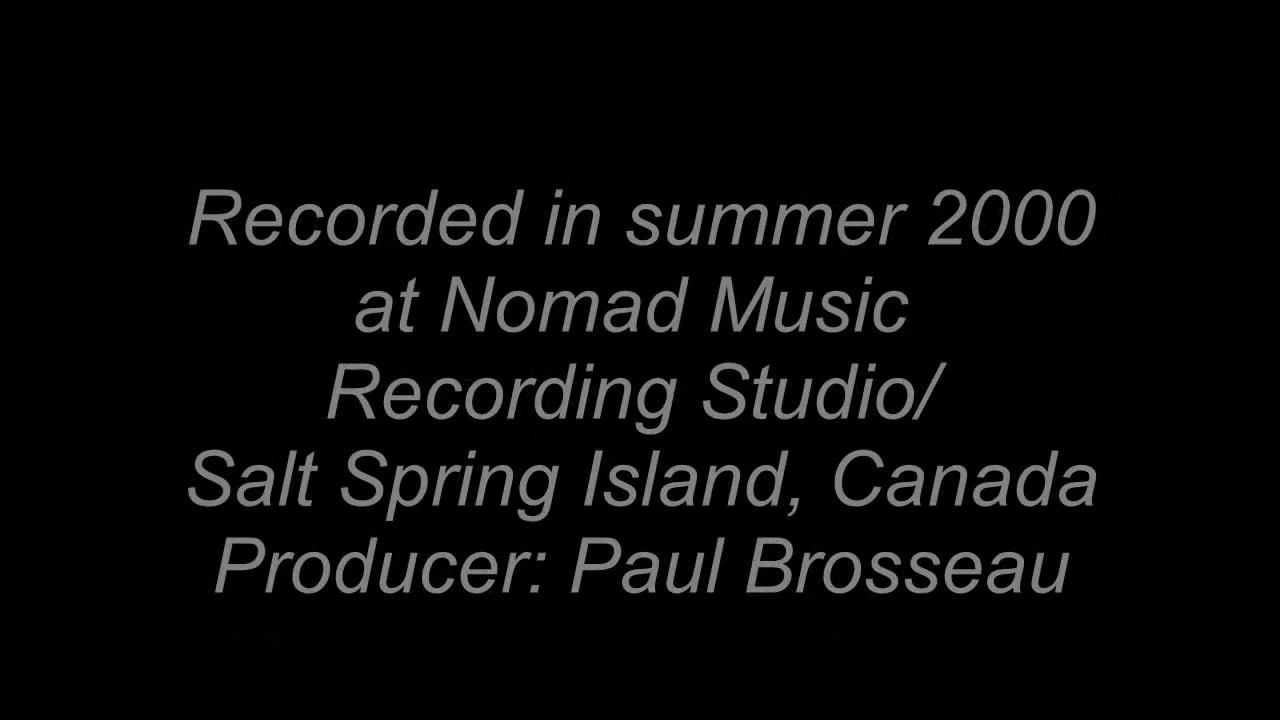 Recorded in summer 2000
at Nomad Music
Recording Studio/
Salt Spring Island, Canada
Producer: Paul Brosseau